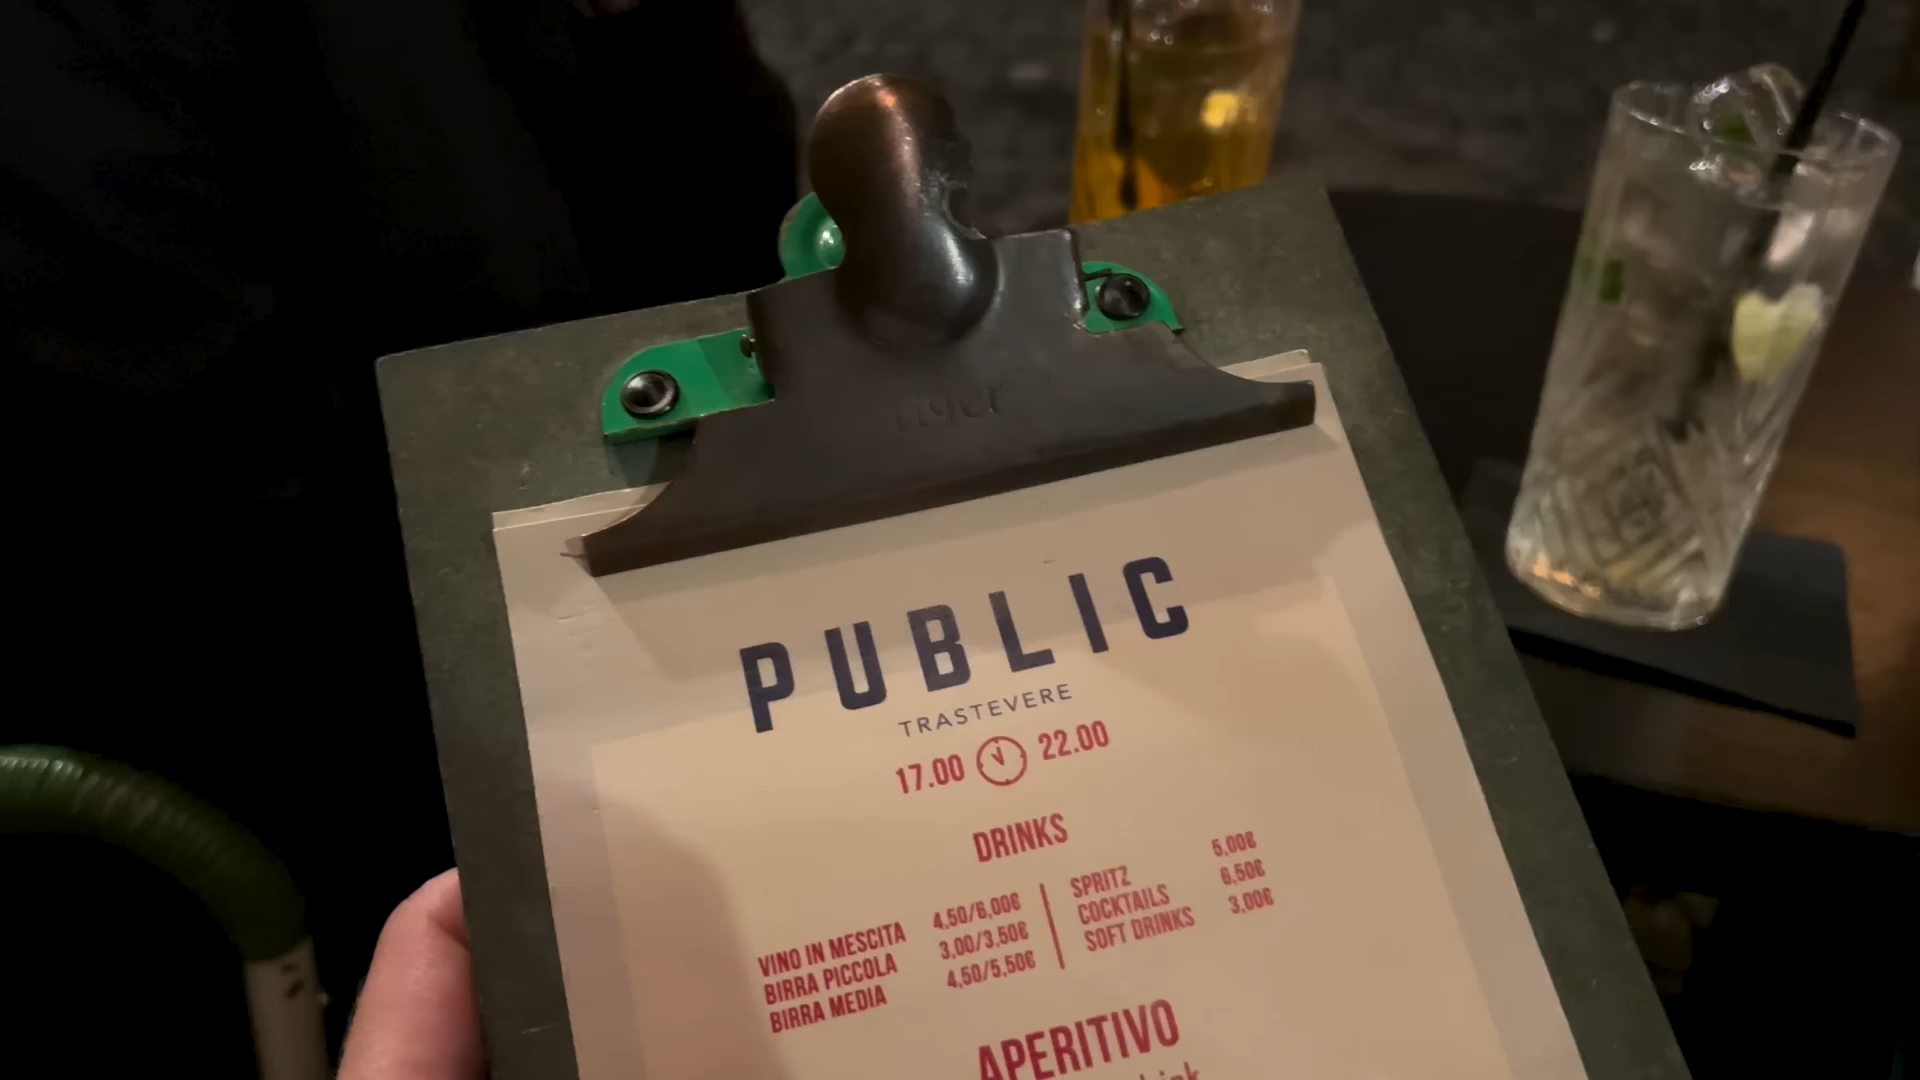 PUBLIC
TRASTEVERE
17.00 22.00
DRINKS
VINO IN MESCITA 4,50/6,00€
BIRRA PICCOLA 3,00/3,50€
BIRRA MEDIA 4,50/5,50€
SPRITZ 5,00€
COCKTAILS 6,50€
SOFT DRINKS 3,00€
APERITIVO